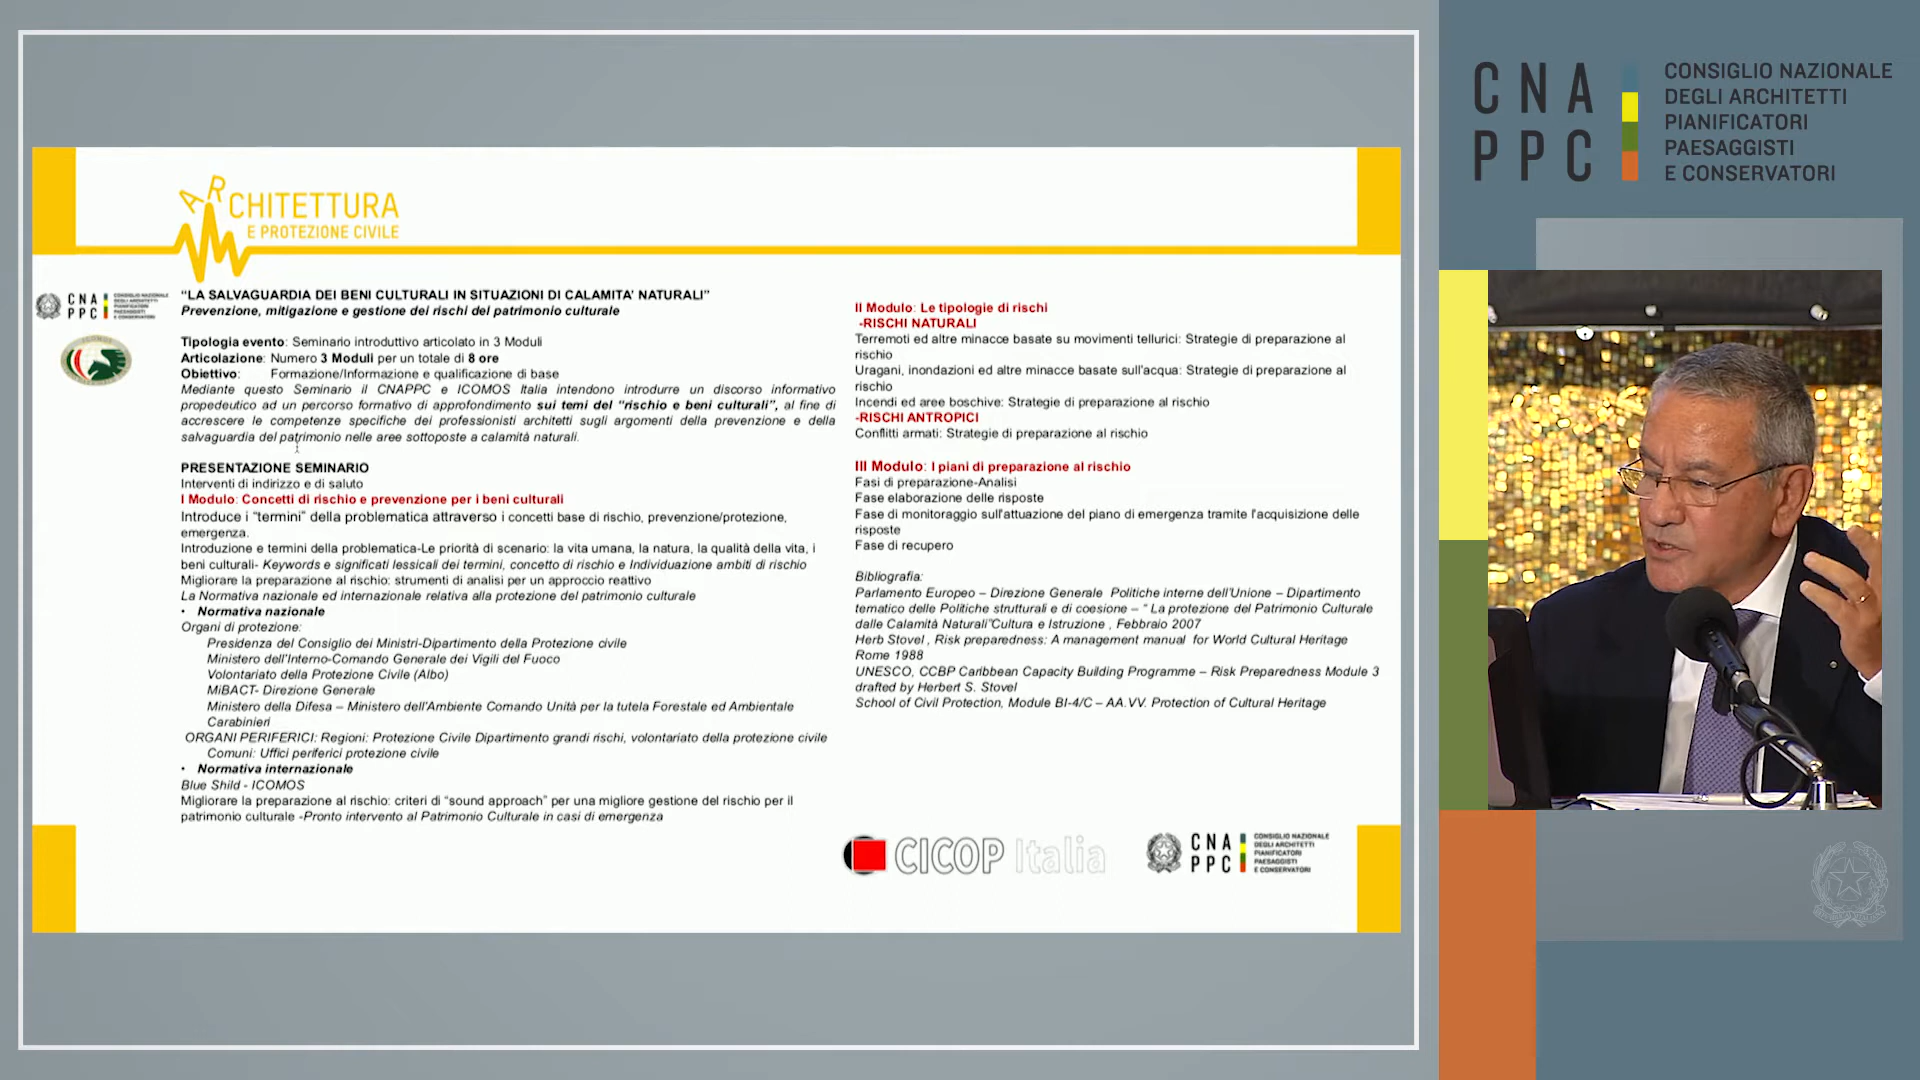 ARCHITETTURA
E PROTEZIONE CIVILE
CNA
PPC
CONSIGLIO NAZIONALE
DEGLI ARCHITETTI
PIANIFICATORI
PAESAGGISTI
E CONSERVATORI
“LA SALVAGUARDIA DEI BENI CULTURALI IN SITUAZIONI DI CALAMITA’ NATURALI”
Prevenzione, mitigazione e gestione dei rischi del patrimonio culturale
Tipologia evento: Seminario introduttivo articolato in 3 Moduli
Articolazione: Numero 3 Moduli per un totale di 8 ore
Obiettivo: Formazione/Informazione e qualificazione di base
Mediante questo Seminario il CNAPPC e ICOMOS Italia intendono introdurre un discorso informativo
propedeutico ad un percorso formativo di approfondimento sui temi del “rischio e beni culturali”, al fine di
accrescere le competenze specifiche dei professionisti architetti sugli argomenti della prevenzione e della
salvaguardia del patrimonio nelle aree sottoposte a calamità naturali.
PRESENTAZIONE SEMINARIO
Interventi di indirizzo e di saluto
I Modulo: Concetti di rischio e prevenzione per i beni culturali
Introduce i “termini” della problematica attraverso i concetti base di rischio, prevenzione/protezione,
emergenza.
Introduzione e termini della problematica-Le priorità di scenario: la vita umana, la natura, la qualità della vita, i
beni culturali- Keywords e significati lessicali dei termini, concetto di rischio e Individuazione ambiti di rischio
Migliorare la preparazione al rischio: strumenti di analisi per un approccio reattivo
La Normativa nazionale ed internazionale relativa alla protezione del patrimonio culturale
• Normativa nazionale
Organi di protezione:
Presidenza del Consiglio dei Ministri-Dipartimento della Protezione civile
Ministero dell'Interno-Comando Generale dei Vigili del Fuoco
Volontariato della Protezione Civile (Albo)
MiBACT- Direzione Generale
Ministero della Difesa – Ministero dell'Ambiente Comando Unità per la tutela Forestale ed Ambientale
Carabinieri
ORGANI PERIFERICI: Regioni: Protezione Civile Dipartimento grandi rischi, volontariato della protezione civile
Comuni: Uffici periferici protezione civile
• Normativa internazionale
Blue Shild - ICOMOS
Migliorare la preparazione al rischio: criteri di “sound approach” per una migliore gestione del rischio per il
patrimonio culturale -Pronto intervento al Patrimonio Culturale in casi di emergenza
II Modulo: Le tipologie di rischi
-RISCHI NATURALI
Terremoti ed altre minacce basate su movimenti tellurici: Strategie di preparazione al
rischio
Uragani, inondazioni ed altre minacce basate sull'acqua: Strategie di preparazione al
rischio
Incendi ed aree boschive: Strategie di preparazione al rischio
-RISCHI ANTROPICI
Conflitti armati: Strategie di preparazione al rischio
III Modulo: I piani di preparazione al rischio
Fasi di preparazione-Analisi
Fase elaborazione delle risposte
Fase di monitoraggio sull'attuazione del piano di emergenza tramite l'acquisizione delle
risposte
Fase di recupero
Bibliografia:
Parlamento Europeo – Direzione Generale Politiche interne dell'Unione – Dipartimento
tematico delle Politiche strutturali e di coesione – “ La protezione del Patrimonio Culturale
dalle Calamità Naturali”Cultura e Istruzione , Febbraio 2007
Herb Stovel , Risk preparedness: A management manual for World Cultural Heritage
Rome 1988
UNESCO, CCBP Caribbean Capacity Building Programme – Risk Preparedness Module 3
drafted by Herbert S. Stovel
School of Civil Protection, Module BI-4/C – AA.VV. Protection of Cultural Heritage
CICOP Italia
CNA
PPC
CONSIGLIO NAZIONALE
DEGLI ARCHITETTI
PIANIFICATORI
PAESAGGISTI
E CONSERVATORI
CNA
PPC
CONSIGLIO NAZIONALE
DEGLI ARCHITETTI
PIANIFICATORI
PAESAGGISTI
E CONSERVATORI